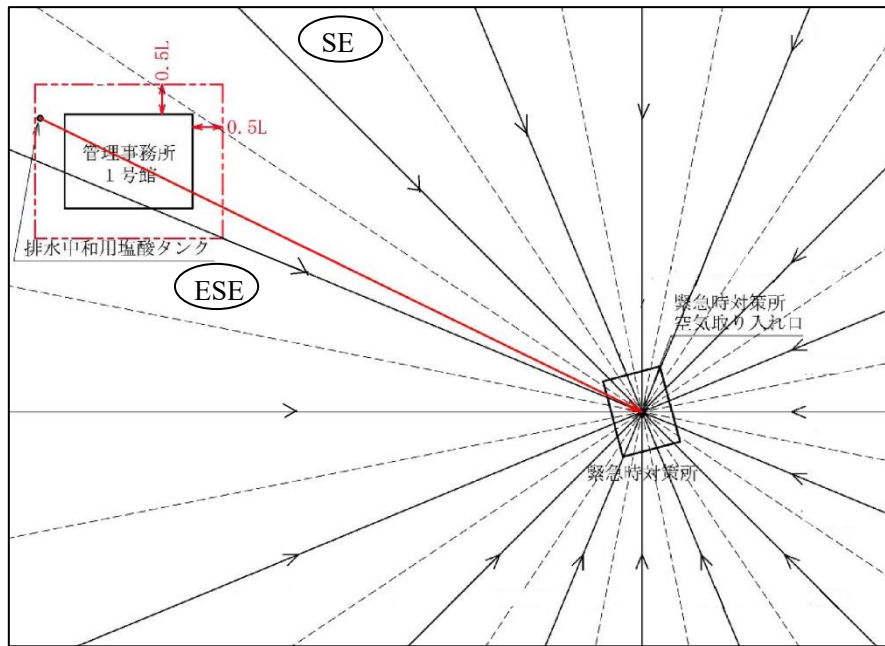 SE
0.5L
0.5L
管理事務所
1号館
排水中和用塩酸タンク
ESE
緊急時対策所
空気取り入れ口
緊急時対策所